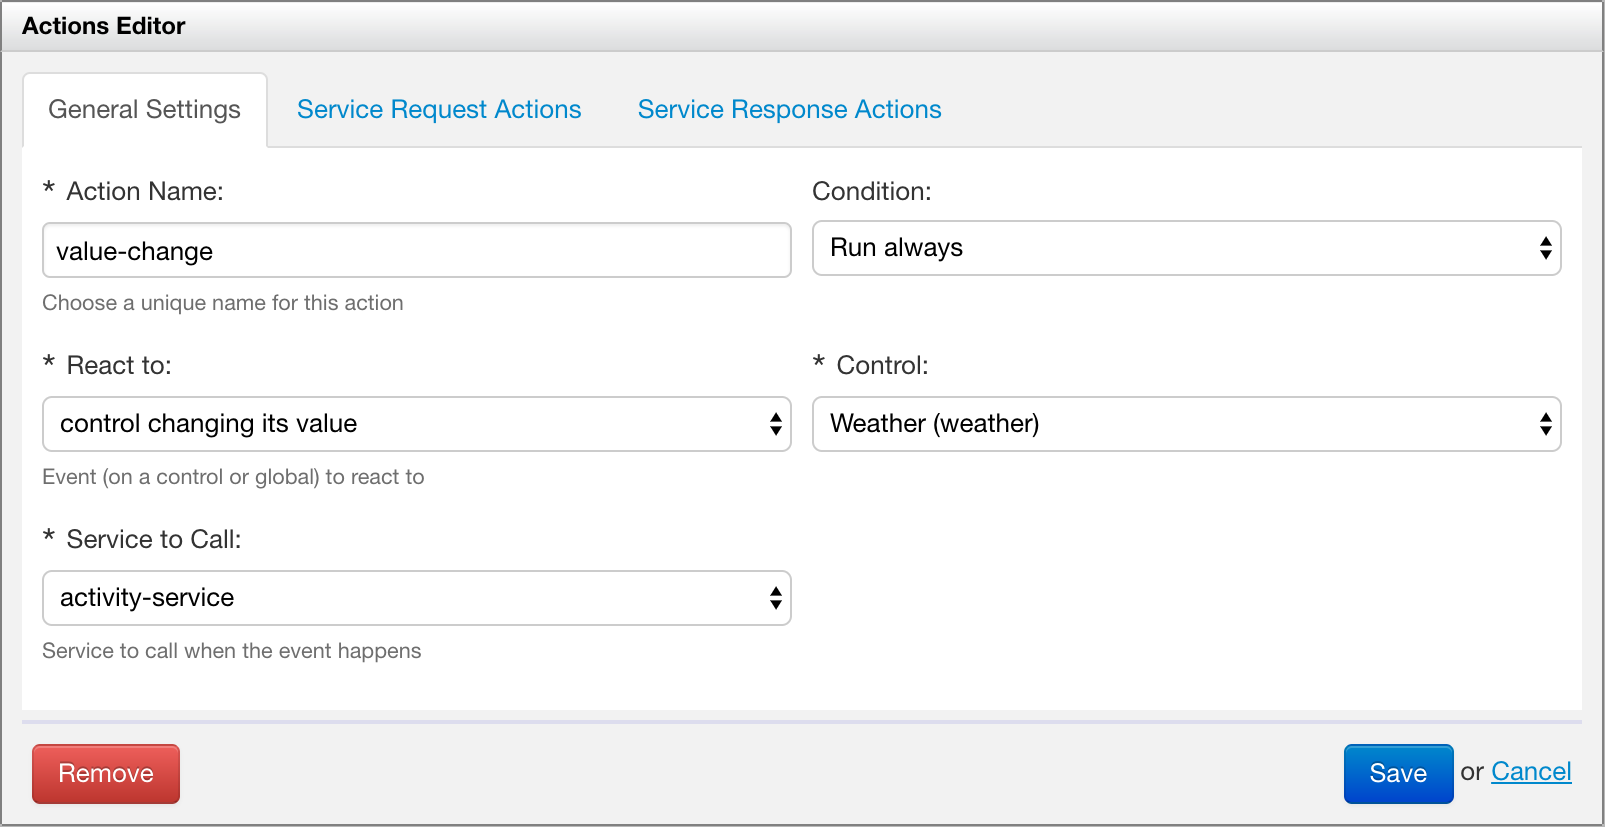 Actions Editor
General Settings Service Request Actions Service Response Actions
* Action Name: Condition:
value-change Run always
Choose a unique name for this action
* React to: * Control:
control changing its value Weather (weather)
Event (on a control or global) to react to
* Service to Call:
activity-service
Service to call when the event happens
Remove Save or Cancel